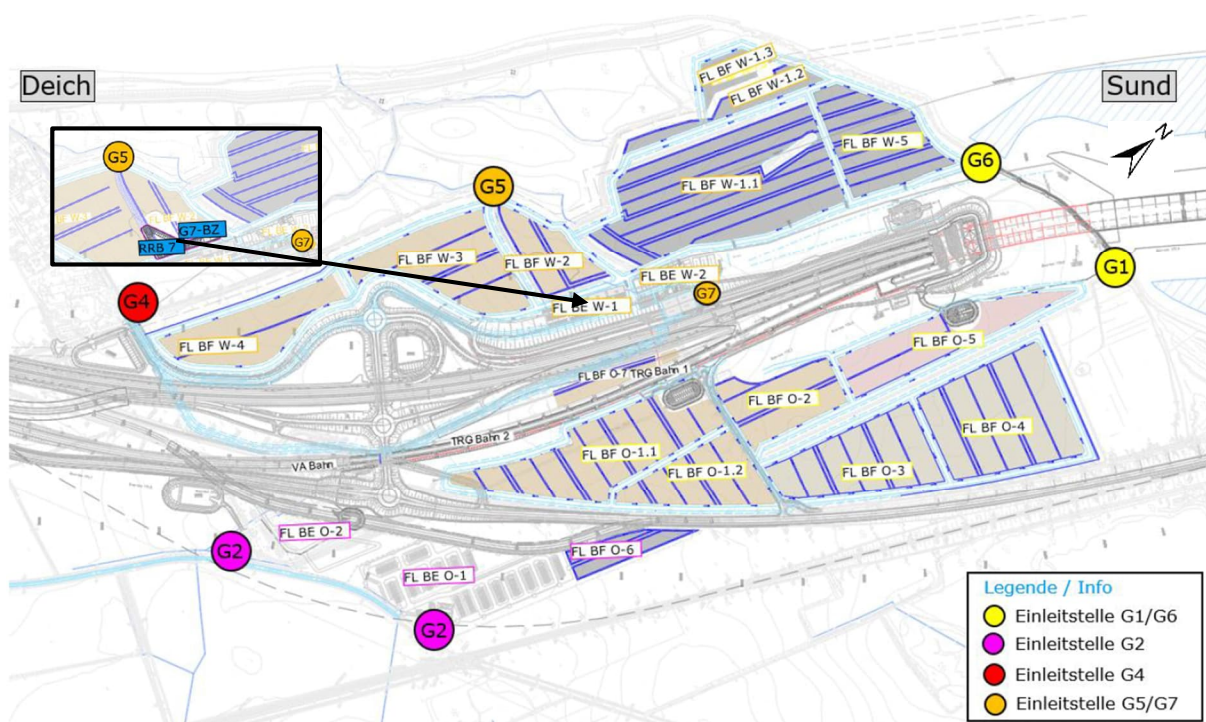 Deich
Sund
N
FL BF W-1.3
FL BF W-1.2
FL BF W-5
FL BF W-1.1
G6
G5
G5
G7-BZ
RRB 7
G7
G1
FL BF W-3
FL BF W-2
FL BE W-2
G7
FL BE W-1
G4
FL BF W-4
FL BF O-5
FL BF O-7
TRG Bahn 1
FL BF O-2
FL BF O-4
TRG Bahn 2
FL BF O-1.1
VA Bahn
FL BF O-1.2
FL BF O-3
FL BE O-2
FL BF O-6
G2
FL BE O-1
G2
Legende / Info
Einleitstelle G1/G6
Einleitstelle G2
Einleitstelle G4
Einleitstelle G5/G7